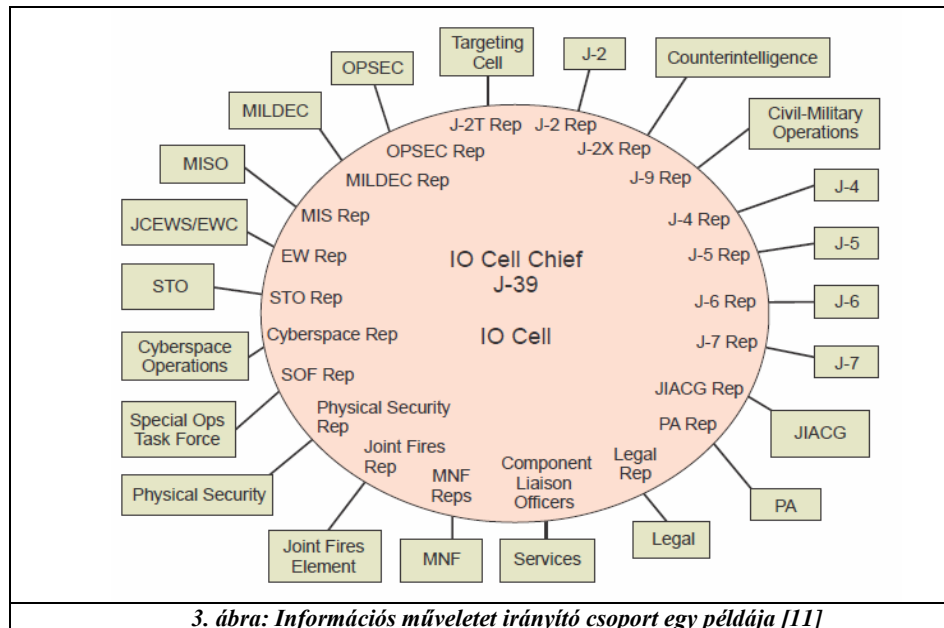 Targeting
Cell
J-2
Counterintelligence
OPSEC
Civil-Military
Operations
MILDEC
J-2T Rep
J-2 Rep
OPSEC Rep
J-2X Rep
MISO
MILDEC Rep
J-9 Rep
J-4
JCEWS/EWC
MIS Rep
J-4 Rep
J-5
EW Rep
IO Cell Chief
J-39
J-5 Rep
STO
STO Rep
J-6 Rep
J-6
Cyberspace Rep
IO Cell
J-7 Rep
J-7
Cyberspace
Operations
SOF Rep
JIACG Rep
Special Ops
Task Force
Physical Security
Rep
PA Rep
JIACG
Joint Fires
Rep
MNF
Reps
Component
Liaison
Officers
Legal
Rep
Physical Security
PA
Joint Fires
Element
MNF
Services
Legal
3. ábra: Információs műveletet irányító csoport egy példája [11]